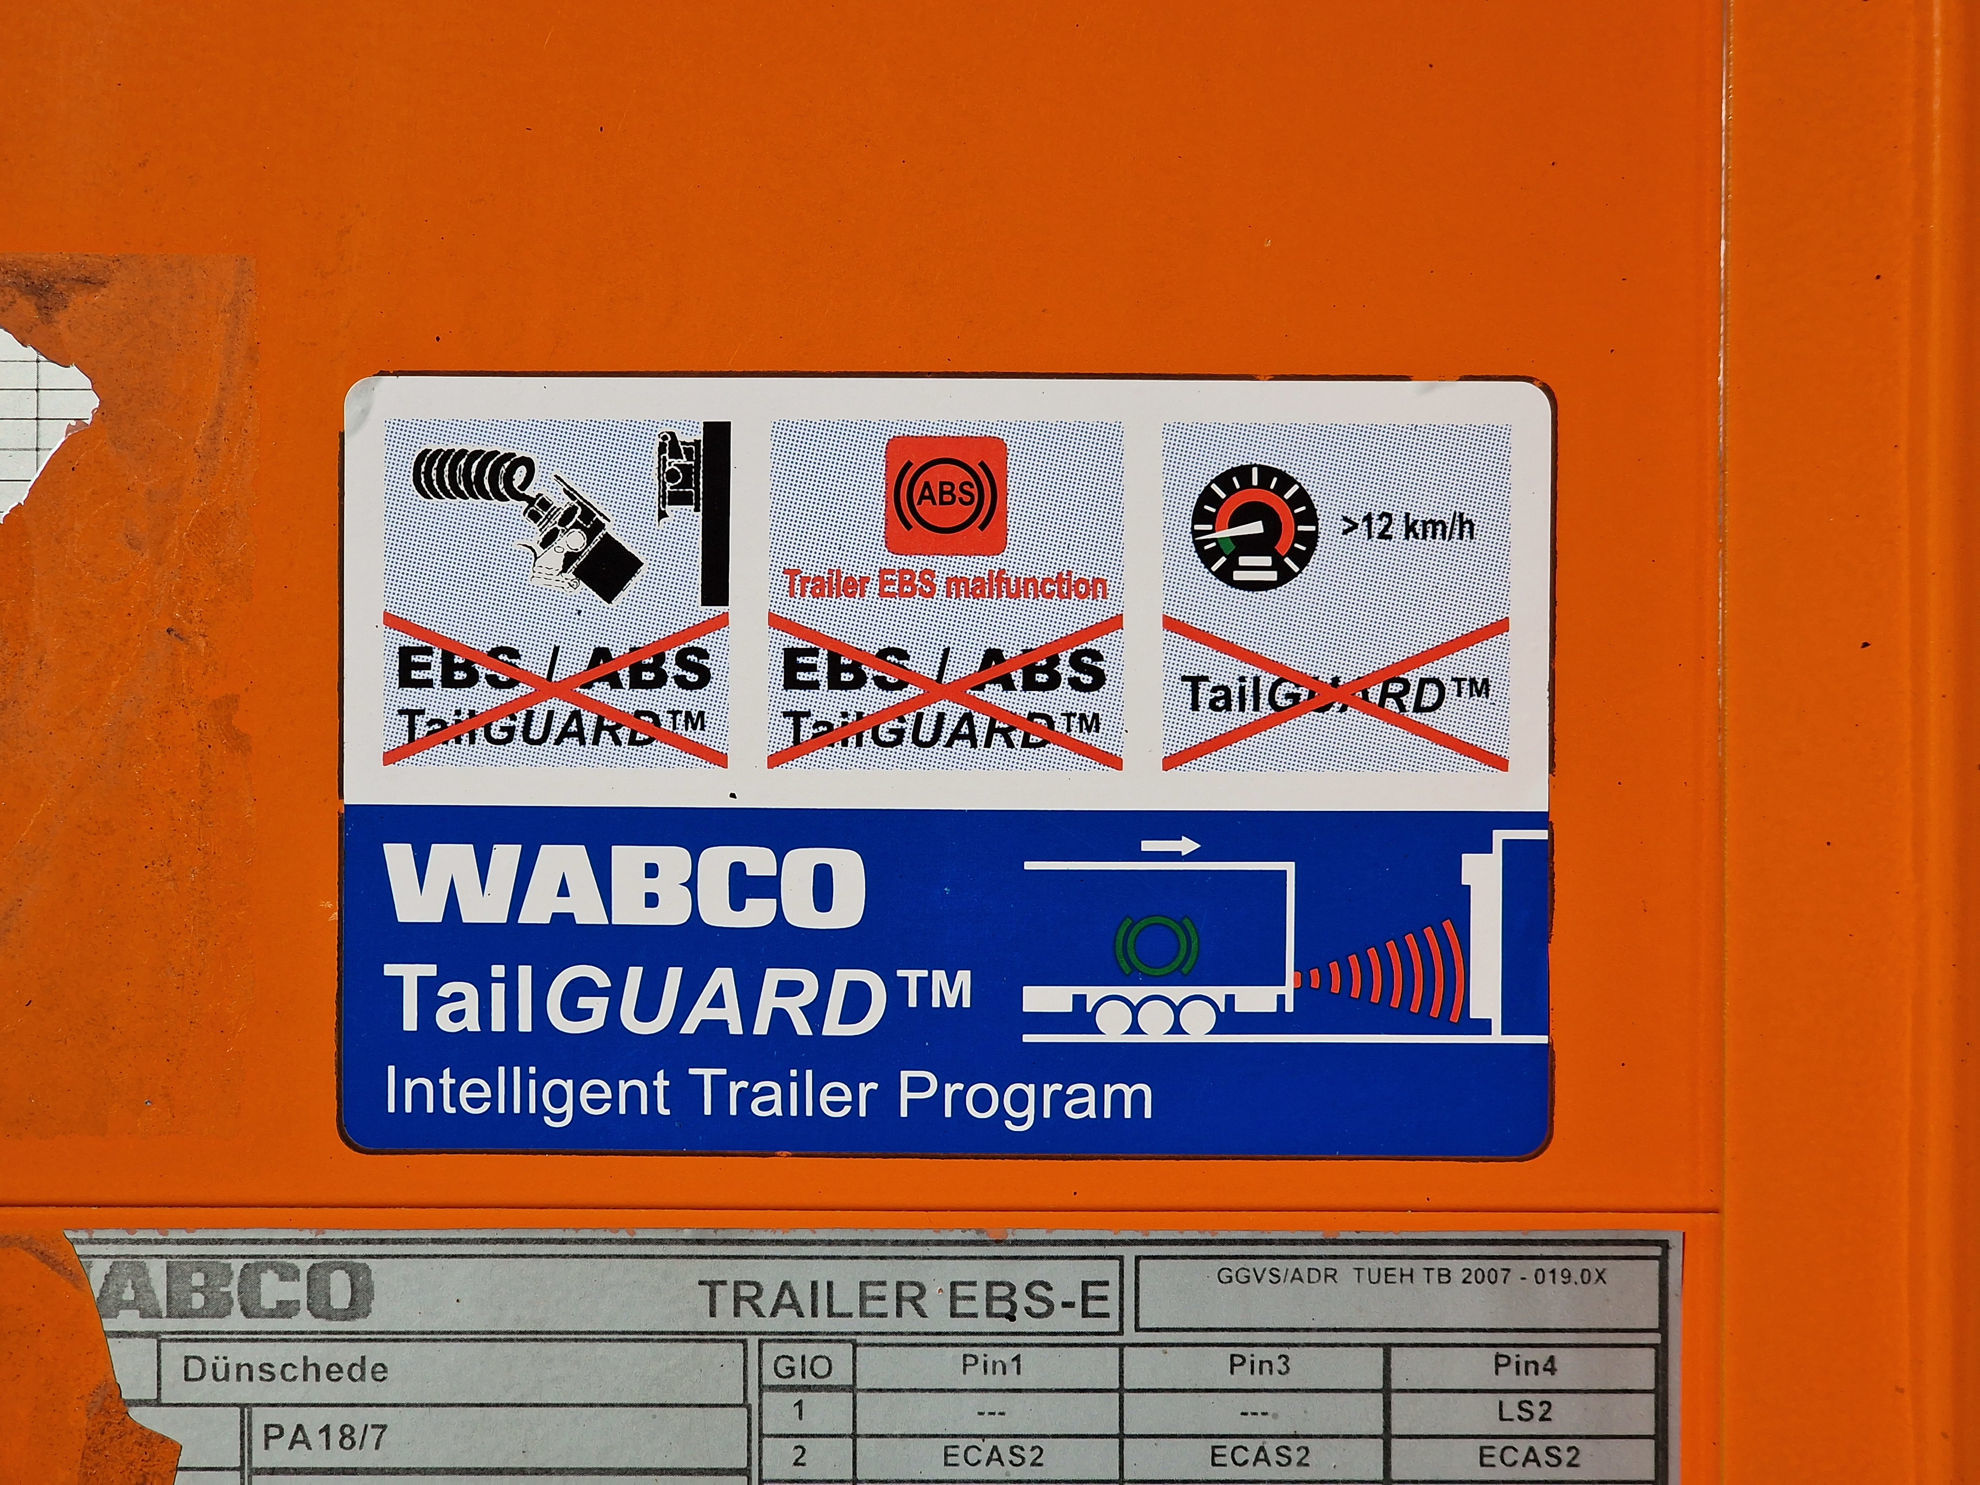 ABS
Trailer EBS malfunction
>12 km/h
EBS / ABS
TailGUARD™
EBS / ABS
TailGUARD™
TailGUARD™
WABCO
TailGUARD™
Intelligent Trailer Program
ABCO
TRAILER EBS-E
GGVS/ADR TUEH TB 2007 - 019.0X
Dünschede
GIO Pin1 Pin3 Pin4
1 --- --- LS2
PA18/7
2 ECAS2 ECAS2 ECAS2